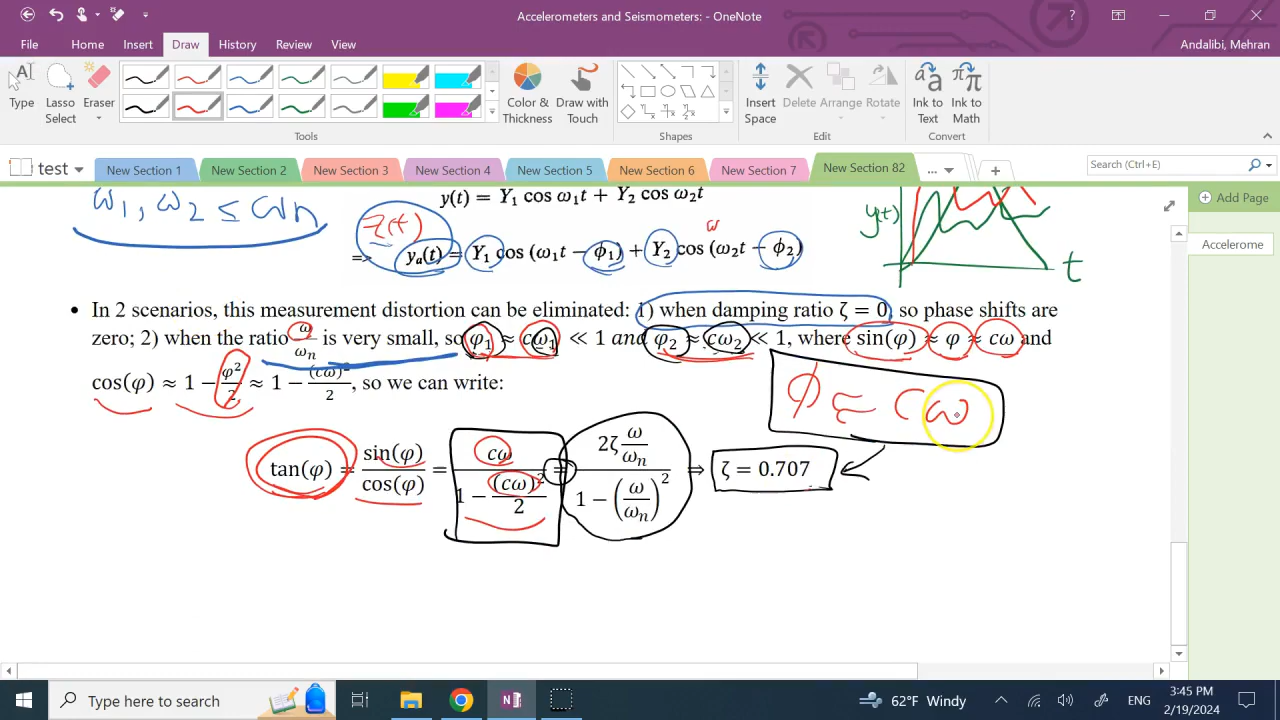 Accelerometers and Seismometers: - OneNote
?
File Home Insert Draw History Review View
Andalibi, Mehran
Type
Lasso Select
Eraser
Color & Thickness
Draw with Touch
Insert Space
Delete
Arrange
Rotate
Ink to Text
Ink to Math
Tools
Shapes
Edit
Convert
test
New Section 1
New Section 2
New Section 3
New Section 4
New Section 5
New Section 6
New Section 7
New Section 82
...
Search (Ctrl+E)
Add Page
Accelerome
ω1, ω2 ≤ ωn
y(t) = Y₁ cos ω₁t + Y₂ cos ω₂t
z(t)
ω
=> yₐ(t) = Y₁ cos (ω₁t − ϕ₁) + Y₂ cos (ω₂t − ϕ₂)
y(t)
t
• In 2 scenarios, this measurement distortion can be eliminated: 1) when damping ratio ζ = 0, so phase shifts are
zero; 2) when the ratio ω/ωₙ is very small, so φ₁ ≈ cω₁ ≪ 1 and φ₂ ≈ cω₂ ≪ 1, where sin(φ) ≈ φ ≈ cω and
cos(φ) ≈ 1 − φ²/2 ≈ 1 − (cω)²/2, so we can write:
ϕ = cω
tan(φ) = sin(φ)/cos(φ) = cω/(1 − (cω)²/2) = 2ζ(ω/ωₙ)/(1 − (ω/ωₙ)²) ⇒ ζ = 0.707
Type here to search
62°F Windy
ENG
3:45 PM
2/19/2024